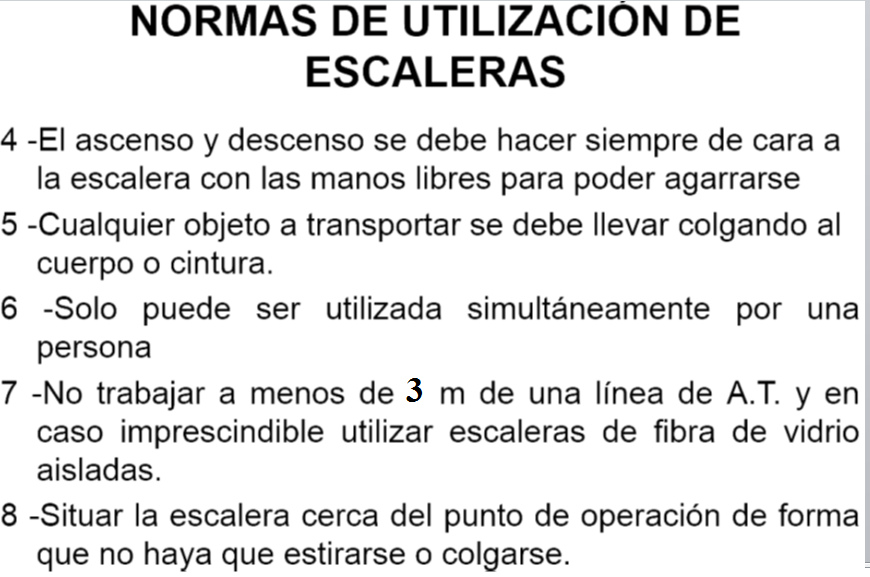 NORMAS DE UTILIZACIÓN DE
ESCALERAS
4 -El ascenso y descenso se debe hacer siempre de cara a
la escalera con las manos libres para poder agarrarse
5 -Cualquier objeto a transportar se debe llevar colgando al
cuerpo o cintura.
6 -Solo puede ser utilizada simultáneamente por una
persona
7 -No trabajar a menos de 3 m de una línea de A.T. y en
caso imprescindible utilizar escaleras de fibra de vidrio
aisladas.
8 -Situar la escalera cerca del punto de operación de forma
que no haya que estirarse o colgarse.